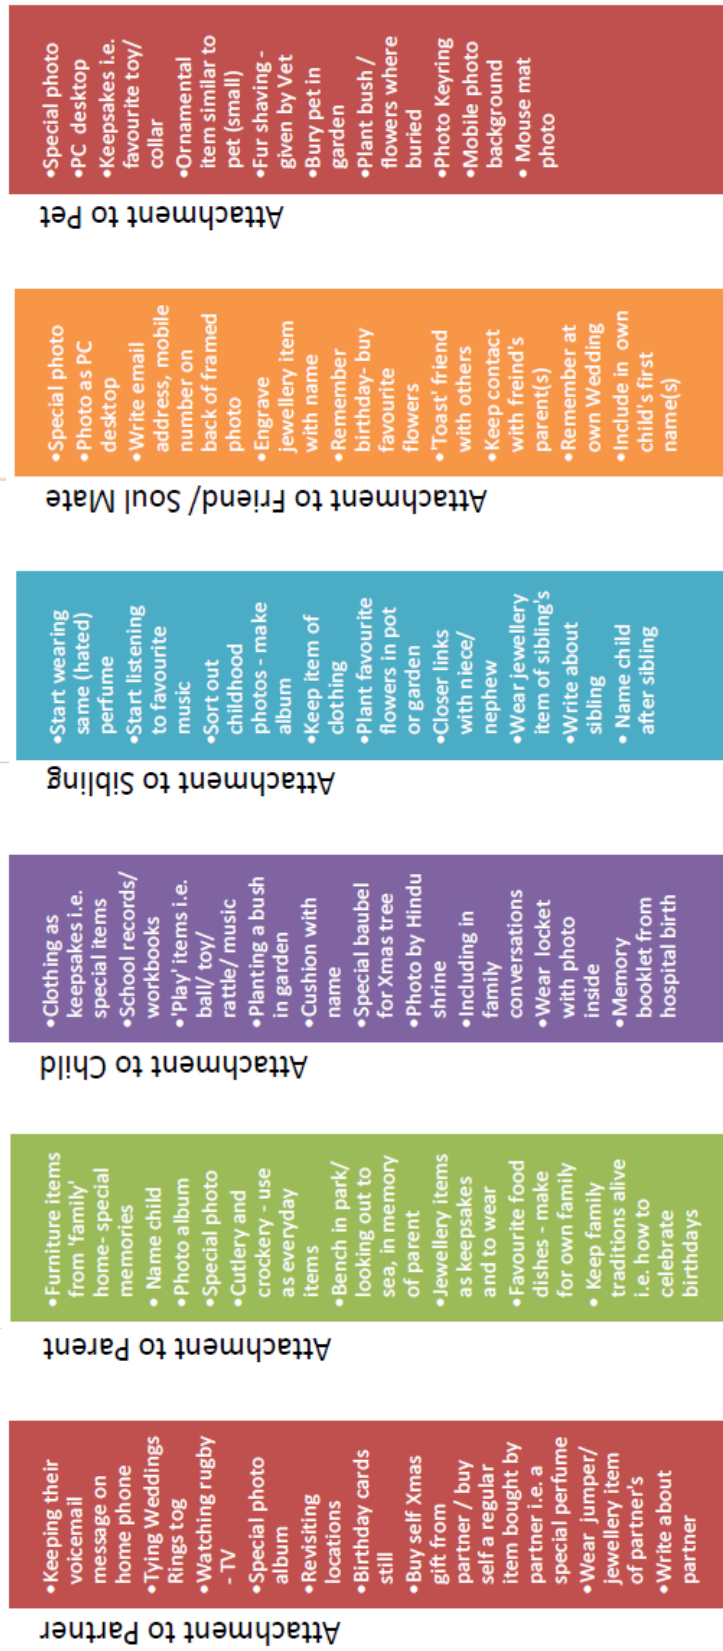 Attachment to Partner
•Keeping their
voicemail
message on
home phone
•Tying Weddings
Rings tog
•Watching rugby
- TV
•Special photo
album
•Revisiting
locations
•Birthday cards
still
•Buy self Xmas
gift from
partner / buy
self a regular
item bought by
partner i.e. a
special perfume
•Wear jumper/
jewellery item
of partner's
•Write about
partner
Attachment to Parent
•Furniture items
from 'family'
home- special
memories
• Name child
•Photo album
•Special photo
•Cutlery and
crockery - use
as everyday
items
•Bench in park/
looking out to
sea, in memory
of parent
•Jewellery items
as keepsakes
and to wear
•Favourite food
dishes - make
for own family
• Keep family
traditions alive
i.e. how to
celebrate
birthdays
Attachment to Child
•Clothing as
keepsakes i.e.
special items
•School records/
workbooks
•'Play' items i.e.
ball/ toy/
rattle/ music
•Planting a bush
in garden
•Cushion with
name
•Special baubel
for Xmas tree
•Photo by Hindu
shrine
•Including in
family
conversations
•Wear locket
with photo
inside
•Memory
booklet from
hospital birth
Attachment to Sibling
•Start wearing
same (hated)
perfume
•Start listening
to favourite
music
•Sort out
childhood
photos - make
album
•Keep item of
clothing
•Plant favourite
flowers in pot
or garden
•Closer links
with niece/
nephew
•Wear jewellery
item of sibling's
•Write about
sibling
• Name child
after sibling
Attachment to Friend/ Soul Mate
•Special photo
•Photo as PC
desktop
•Write email
address, mobile
number on
back of framed
photo
•Engrave
jewellery item
with name
•Remember
birthday- buy
favourite
flowers
•'Toast' friend
with others
•Keep contact
with freind's
parent(s)
•Remember at
own Wedding
•Include in own
child's first
name(s)
Attachment to Pet
•Special photo
•PC desktop
•Keepsakes i.e.
favourite toy/
collar
•Ornamental
item similar to
pet (small)
•Fur shaving -
given by Vet
•Bury pet in
garden
•Plant bush /
flowers where
buried
•Photo Keyring
•Mobile photo
background
• Mouse mat
photo